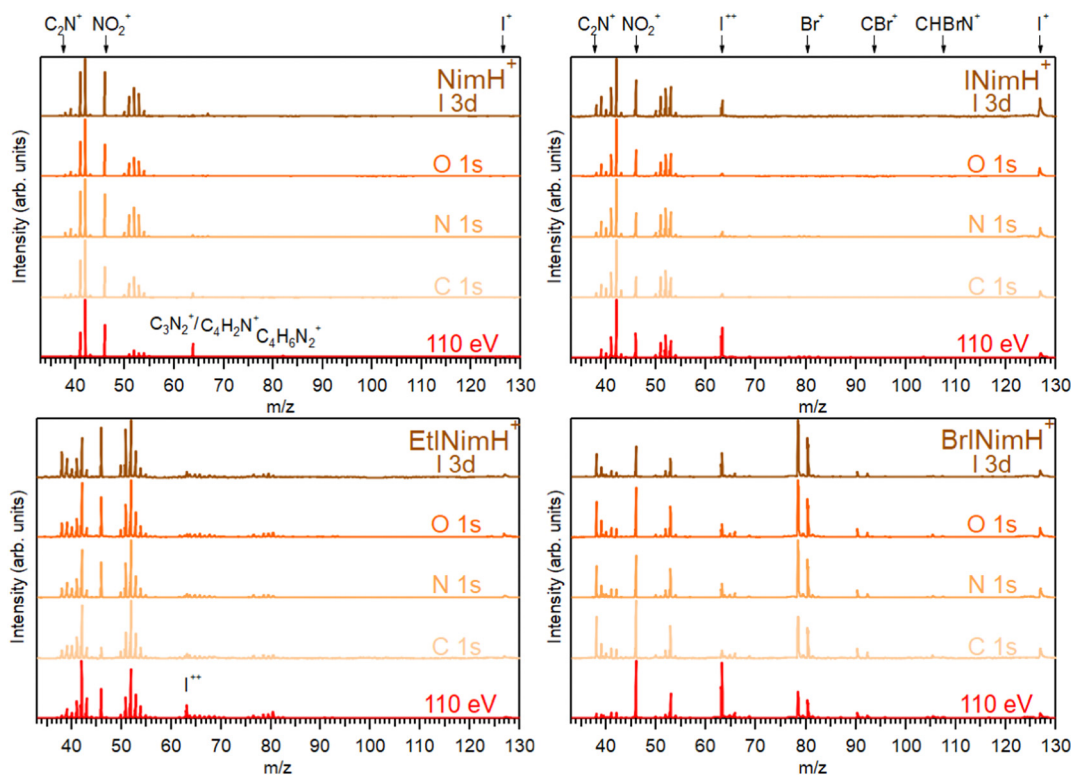 C₂N⁺ NO₂⁺ I⁺
C₂N⁺ NO₂⁺ I⁺⁺ Br⁺ CBr⁺ CHBrN⁺ I⁺
Intensity (arb. units)
NimH⁺
I 3d
O 1s
N 1s
C 1s
C₃N₂⁺/C₄H₂N⁺ C₄H₆N₂⁺
110 eV
40 50 60 70 80 90 100 110 120 130
m/z
Intensity (arb. units)
INimH⁺
I 3d
O 1s
N 1s
C 1s
110 eV
40 50 60 70 80 90 100 110 120 130
m/z
Intensity (arb. units)
EtINimH⁺
I 3d
O 1s
N 1s
C 1s
I⁺⁺
110 eV
40 50 60 70 80 90 100 110 120 130
m/z
Intensity (arb. units)
BrINimH⁺
I 3d
O 1s
N 1s
C 1s
110 eV
40 50 60 70 80 90 100 110 120 130
m/z